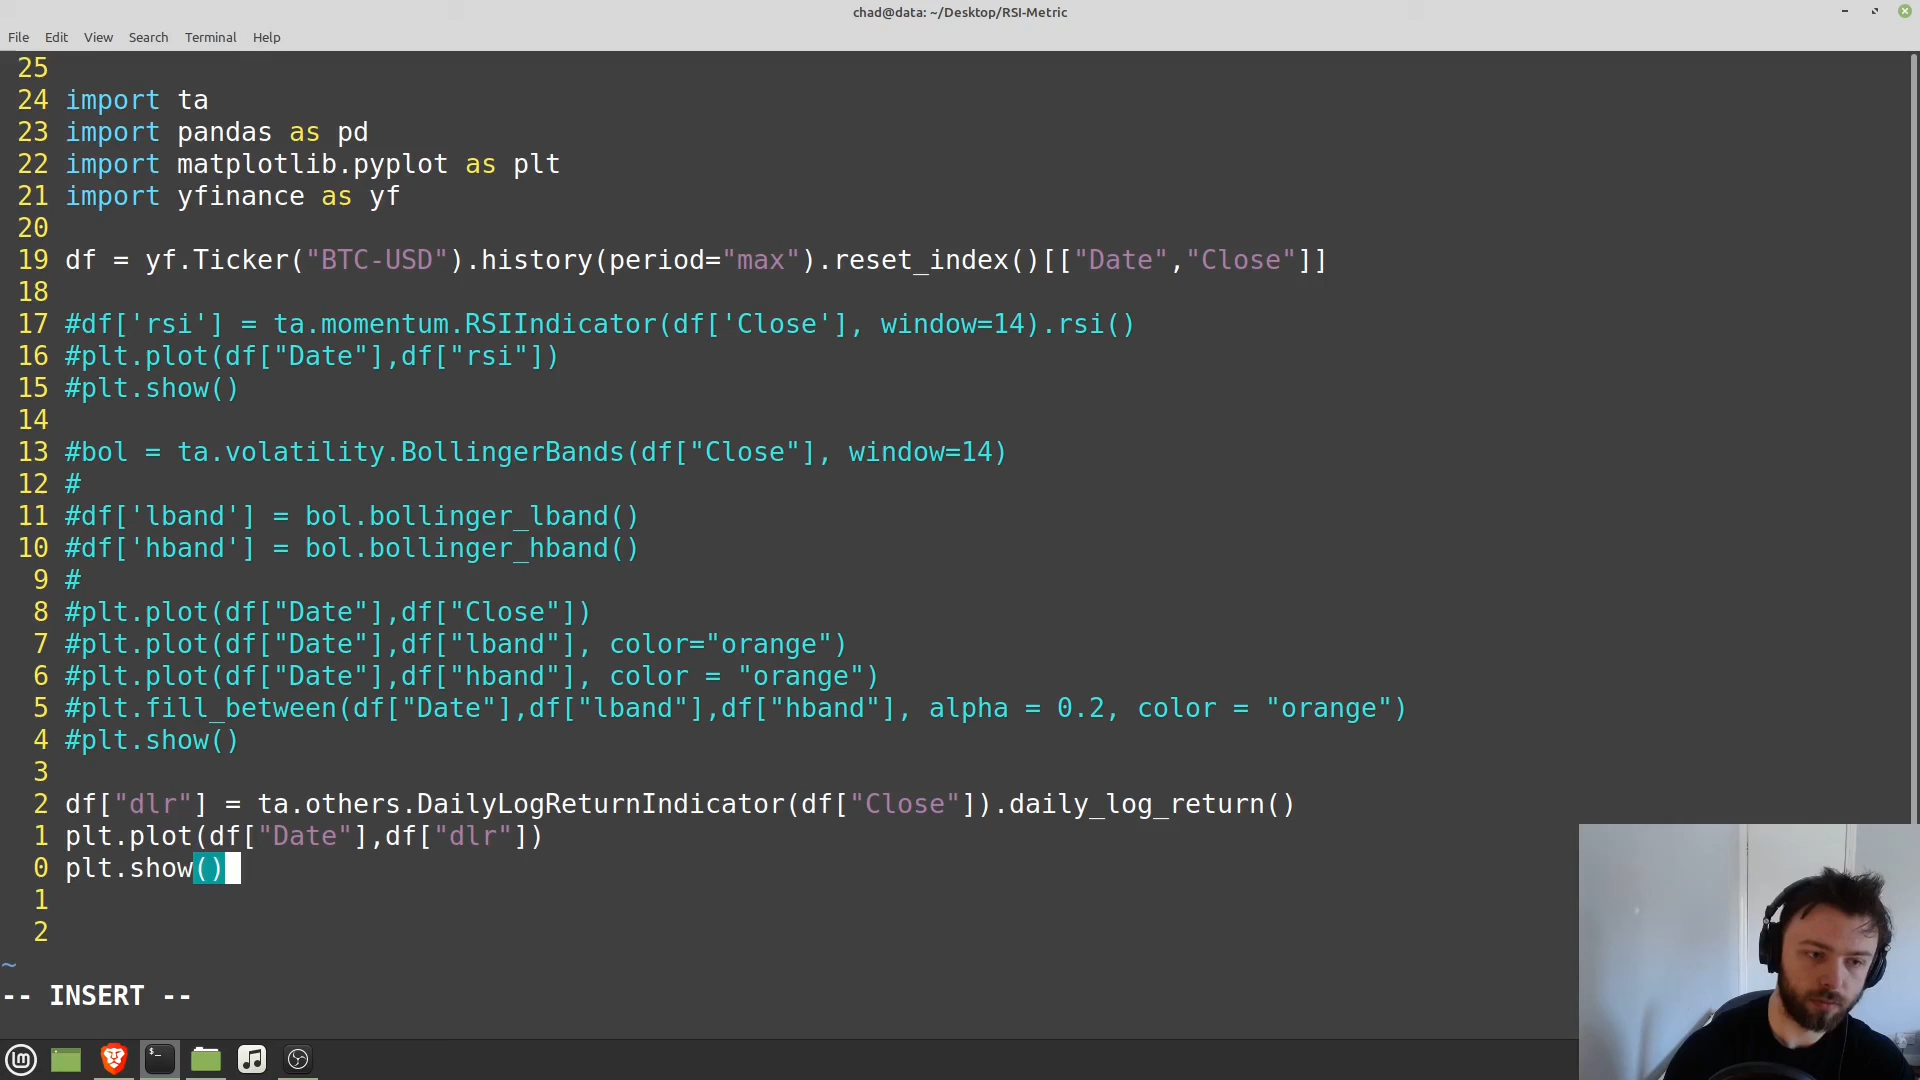 chad@data: ~/Desktop/RSI-Metric
File Edit View Search Terminal Help
25
24 import ta
23 import pandas as pd
22 import matplotlib.pyplot as plt
21 import yfinance as yf
20
19 df = yf.Ticker("BTC-USD").history(period="max").reset_index()[["Date","Close"]]
18
17 #df['rsi'] = ta.momentum.RSIIndicator(df['Close'], window=14).rsi()
16 #plt.plot(df["Date"],df["rsi"])
15 #plt.show()
14
13 #bol = ta.volatility.BollingerBands(df["Close"], window=14)
12 #
11 #df['lband'] = bol.bollinger_lband()
10 #df['hband'] = bol.bollinger_hband()
9 #
8 #plt.plot(df["Date"],df["Close"])
7 #plt.plot(df["Date"],df["lband"], color="orange")
6 #plt.plot(df["Date"],df["hband"], color = "orange")
5 #plt.fill_between(df["Date"],df["lband"],df["hband"], alpha = 0.2, color = "orange")
4 #plt.show()
3
2 df["dlr"] = ta.others.DailyLogReturnIndicator(df["Close"]).daily_log_return()
1 plt.plot(df["Date"],df["dlr"])
0 plt.show()
1
2
~
-- INSERT --